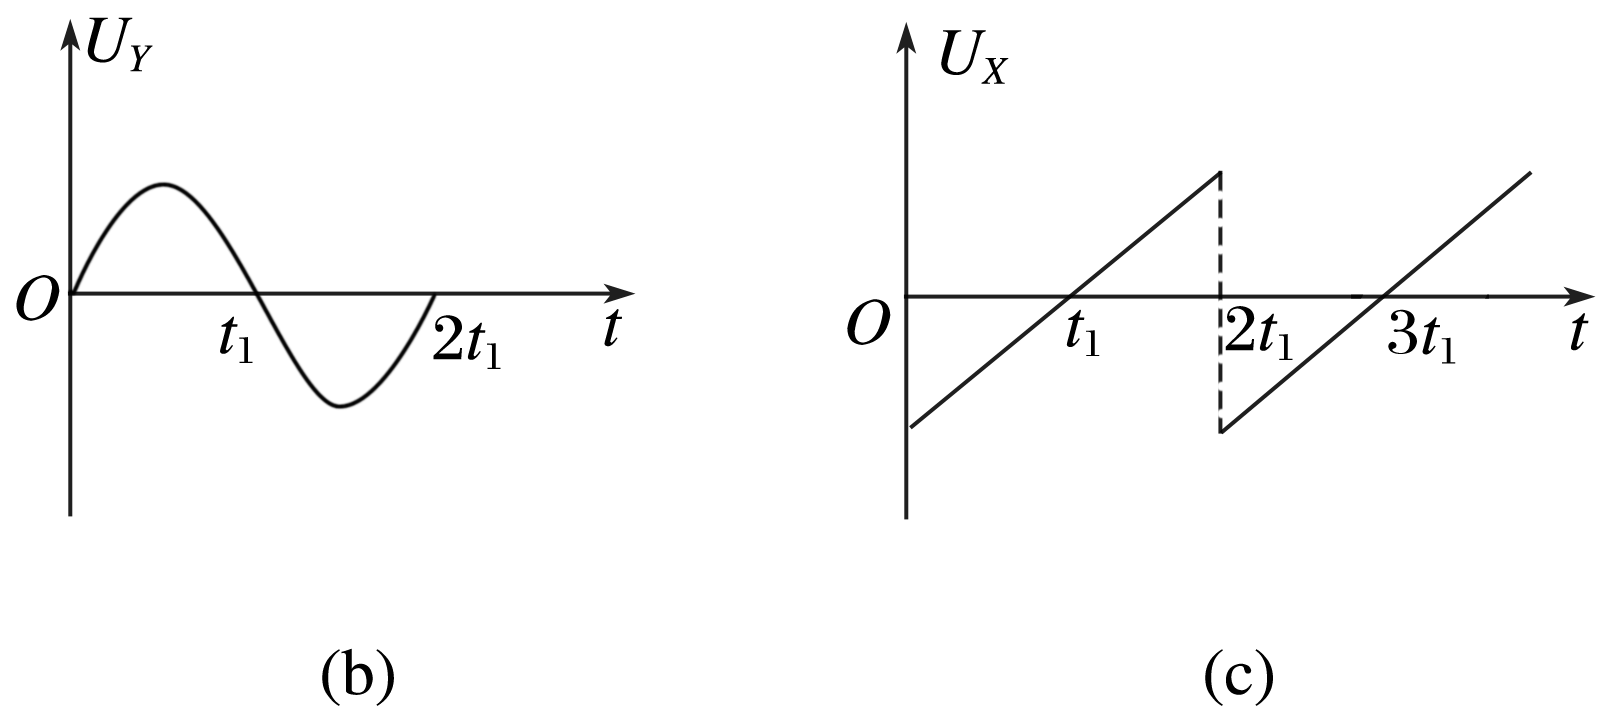 U_Y
O
t₁
2t₁
t
(b)
U_X
O
t₁
2t₁
3t₁
t
(c)